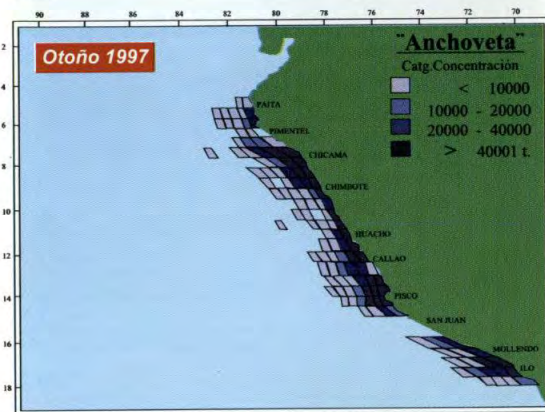 90 88 86 84 82 80 78 76 74 72 70
Otoño 1997
"Anchoveta"
Catg.Concentración
< 10000
10000 - 20000
20000 - 40000
> 40001 t.
2
4
6
8
10
12
14
16
18
PAITA
PIMENTEL
CHICAMA
CHIMBOTE
HUACHO
CALLAO
PISCO
SAN JUAN
MOLLENDO
ILO